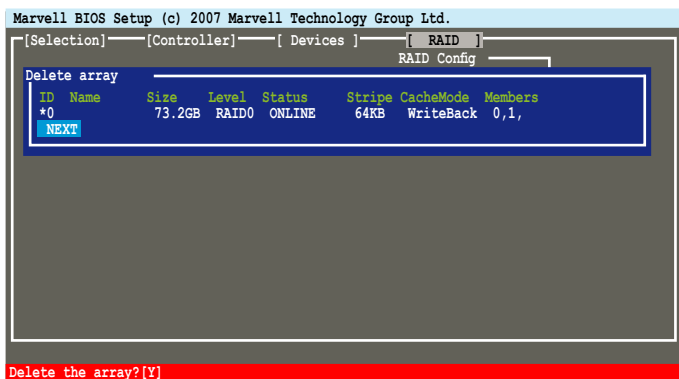 Marvell BIOS Setup (c) 2007 Marvell Technology Group Ltd.
[Selection] [Controller] [ Devices ] [ RAID ]
RAID Config
Delete array
ID Name Size Level Status Stripe CacheMode Members
*0 73.2GB RAID0 ONLINE 64KB WriteBack 0,1,
NEXT
Delete the array?[Y]